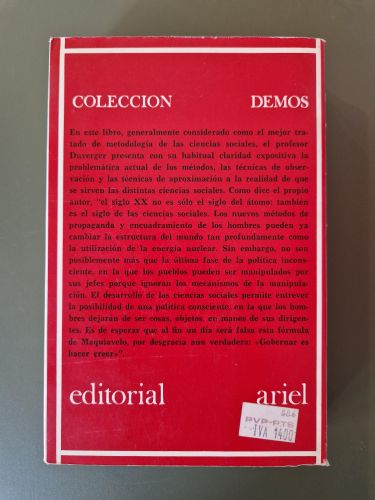 COLECCION DEMOS
En este libro, generalmente considerado como el mejor tra-
tado de metodología de las ciencias sociales, el profesor
Duverger presenta con su habitual claridad expositiva la
problemática actual de los métodos, las técnicas de obser-
vación y las técnicas de aproximación a la realidad de que
se sirven las distintas ciencias sociales. Como dice el propio
autor, "el siglo XX no es sólo el siglo del átomo: también
es el siglo de las ciencias sociales. Los nuevos métodos de
propaganda y encuadramiento de los hombres pueden ya
cambiar la estructura del mundo tan profundamente como
la utilización de la energía nuclear. Sin embargo, no son
posiblemente más que la última fase de la política incons-
ciente, en la que los pueblos pueden ser manipulados por
sus jefes porque ignoran los mecanismos de la manipula-
ción. El desarrollo de las ciencias sociales permite entrever
la posibilidad de una política consciente, en la que los hom-
bres dejarán de ser cosas, objetos, en manos de sus dirigen-
tes. Es de esperar que al fin un día será falsa esta fórmula
de Maquiavelo, por desgracia aún verdadera: «Gobernar es
hacer creer»".
editorial ariel
586
PVP-PTS
IVA 1400